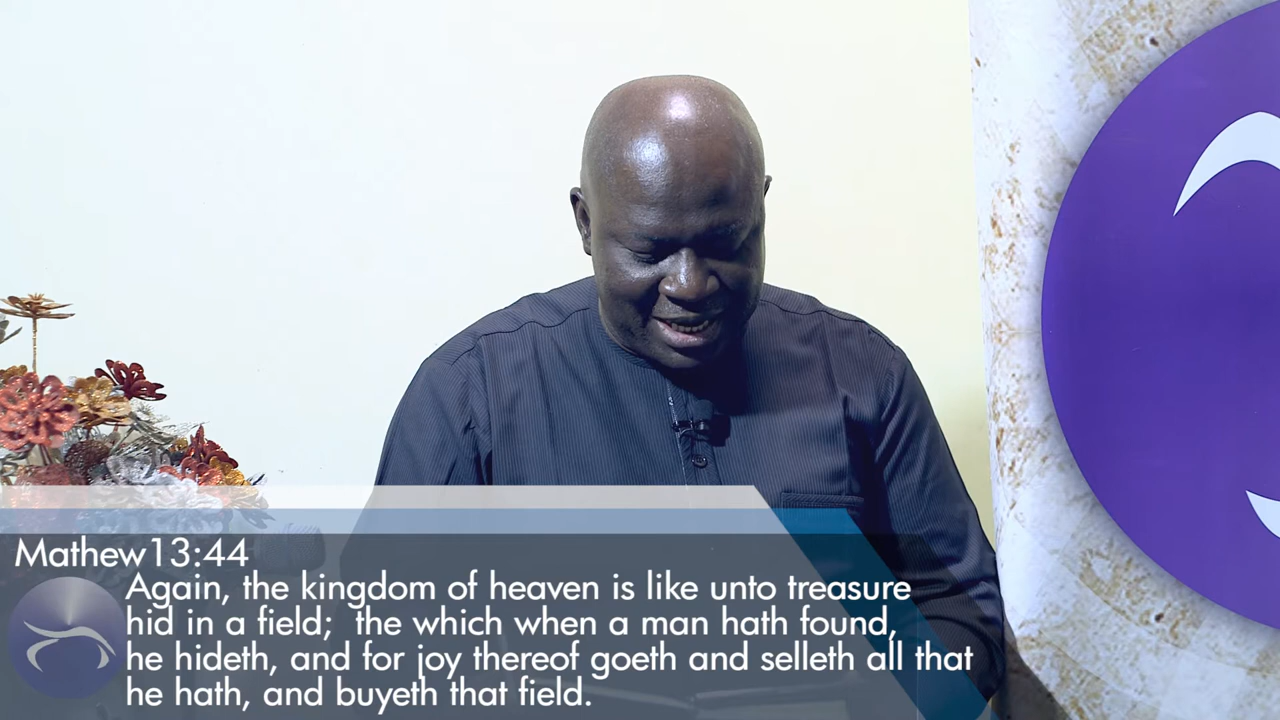 Mathew13:44
Again, the kingdom of heaven is like unto treasure
hid in a field;  the which when a man hath found,
he hideth, and for joy thereof goeth and selleth all that
he hath, and buyeth that field.